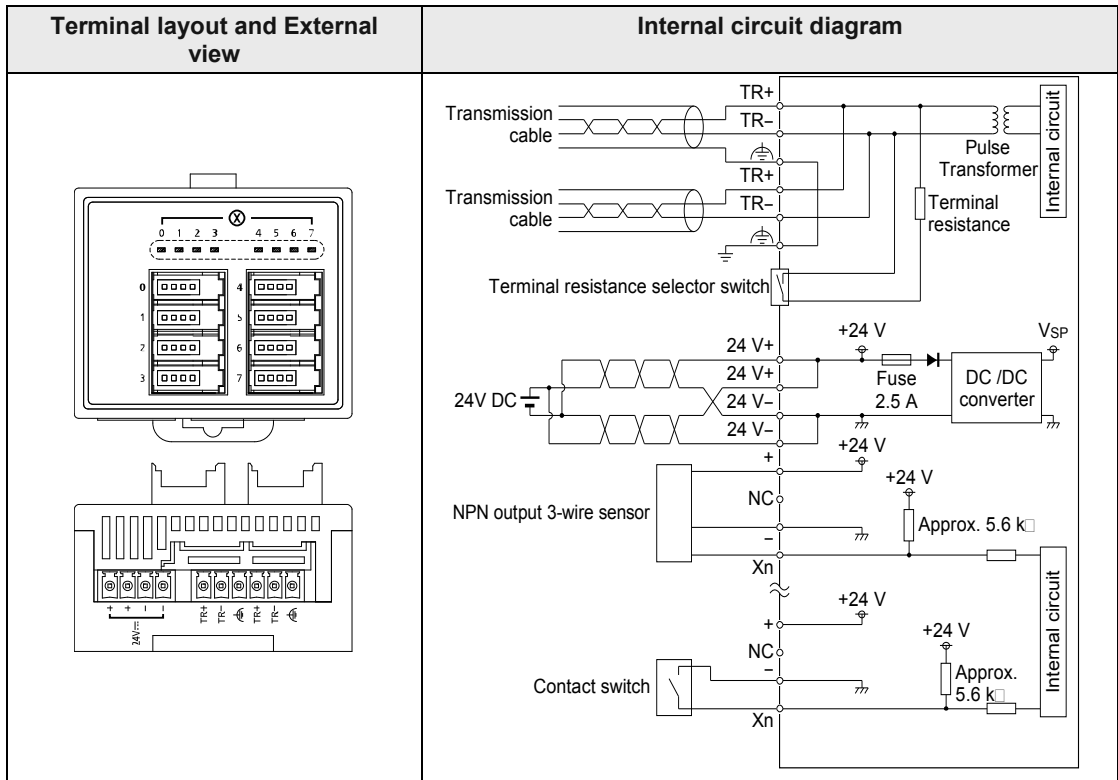 Terminal layout and External
view
Internal circuit diagram
X
0 1 2 3 4 5 6 7
0
1
2
3
4
5
6
7
+ + − −
24V
TR+ TR− TR+ TR−
TR+
Transmission
cable
TR−
TR+
Transmission
cable
TR−
Pulse
Transformer
Internal circuit
Terminal
resistance
Terminal resistance selector switch
24 V+
24 V+
24 V−
24 V−
24V DC
+24 V
Fuse
2.5 A
DC /DC
converter
VSP
+
+24 V
NC
NPN output 3-wire sensor
−
Xn
+24 V
Approx. 5.6 k□
Internal circuit
+
+24 V
NC
−
Contact switch
Xn
+24 V
Approx.
5.6 k□